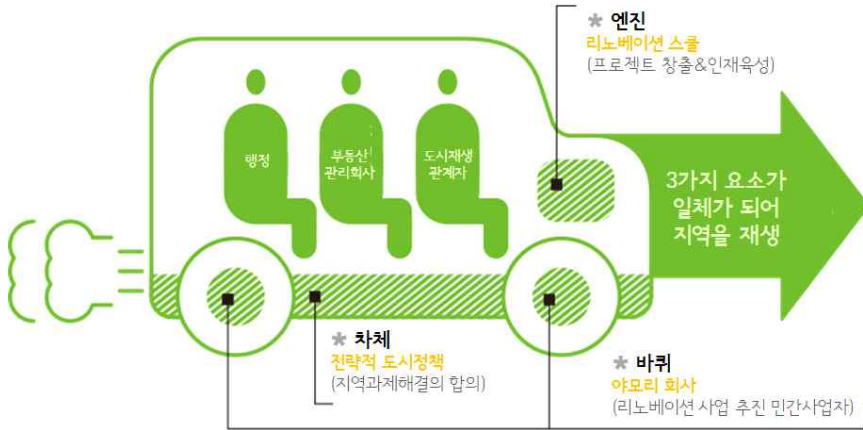 * 엔진
리노베이션 스쿨
(프로젝트 창출&인재육성)
행정
부동산
관리회사
도시재생
관계자
3가지 요소가
일체가 되어
지역을 재생
* 차체
전략적 도시정책
(지역과제해결의 합의)
* 바퀴
야모리 회사
(리노베이션 사업 추진 민간사업자)